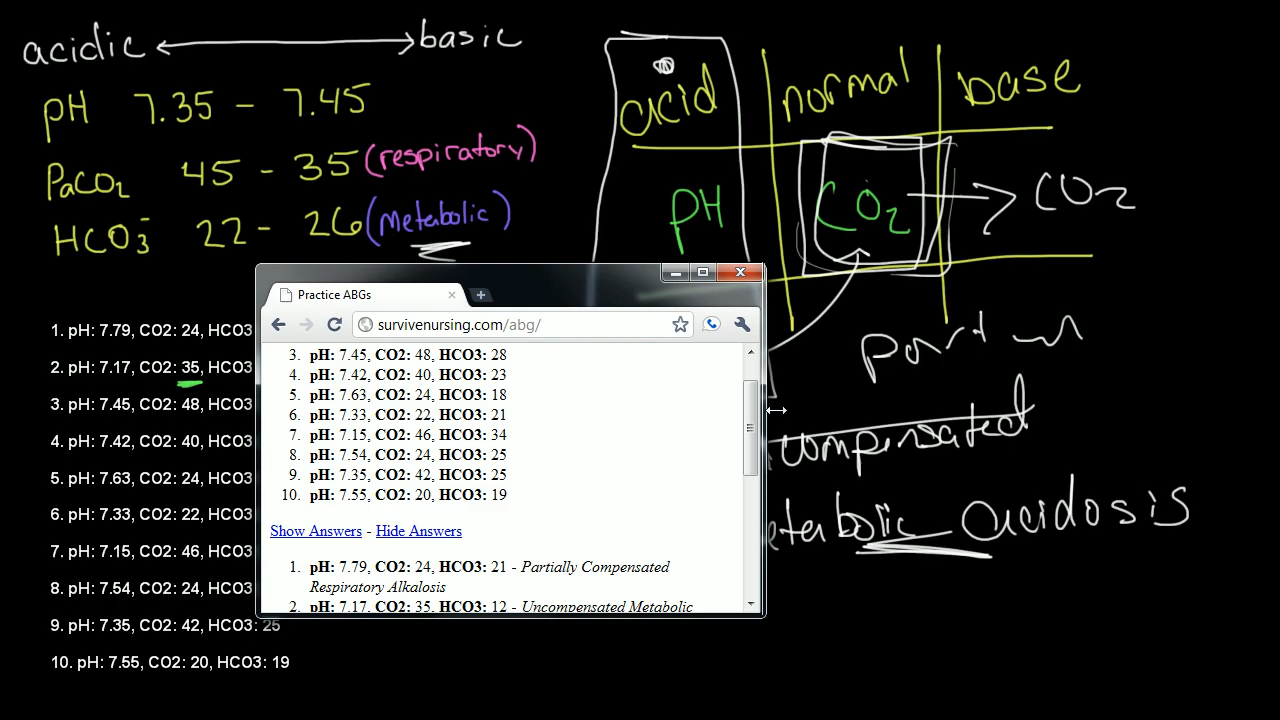 acidic basic
pH 7.35 - 7.45
PaCO2 45 - 35 (respiratory)
HCO3- 22 - 26 (metabolic)
acid normal base
pH CO2 CO2
1. pH: 7.79, CO2: 24, HCO3
2. pH: 7.17, CO2: 35, HCO3
3. pH: 7.45, CO2: 48, HCO3
4. pH: 7.42, CO2: 40, HCO3
5. pH: 7.63, CO2: 24, HCO3
6. pH: 7.33, CO2: 22, HCO3
7. pH: 7.15, CO2: 46, HCO3
8. pH: 7.54, CO2: 24, HCO3
9. pH: 7.35, CO2: 42, HCO3: 25
10. pH: 7.55, CO2: 20, HCO3: 19
Practice ABGs
survivenursing.com/abg/
3. pH: 7.45, CO2: 48, HCO3: 28
4. pH: 7.42, CO2: 40, HCO3: 23
5. pH: 7.63, CO2: 24, HCO3: 18
6. pH: 7.33, CO2: 22, HCO3: 21
7. pH: 7.15, CO2: 46, HCO3: 34
8. pH: 7.54, CO2: 24, HCO3: 25
9. pH: 7.35, CO2: 42, HCO3: 25
10. pH: 7.55, CO2: 20, HCO3: 19
Show Answers - Hide Answers
1. pH: 7.79, CO2: 24, HCO3: 21 - Partially Compensated
Respiratory Alkalosis
2. pH: 7.17, CO2: 35, HCO3: 12 - Uncompensated Metabolic
compensated
etabolic acidosis